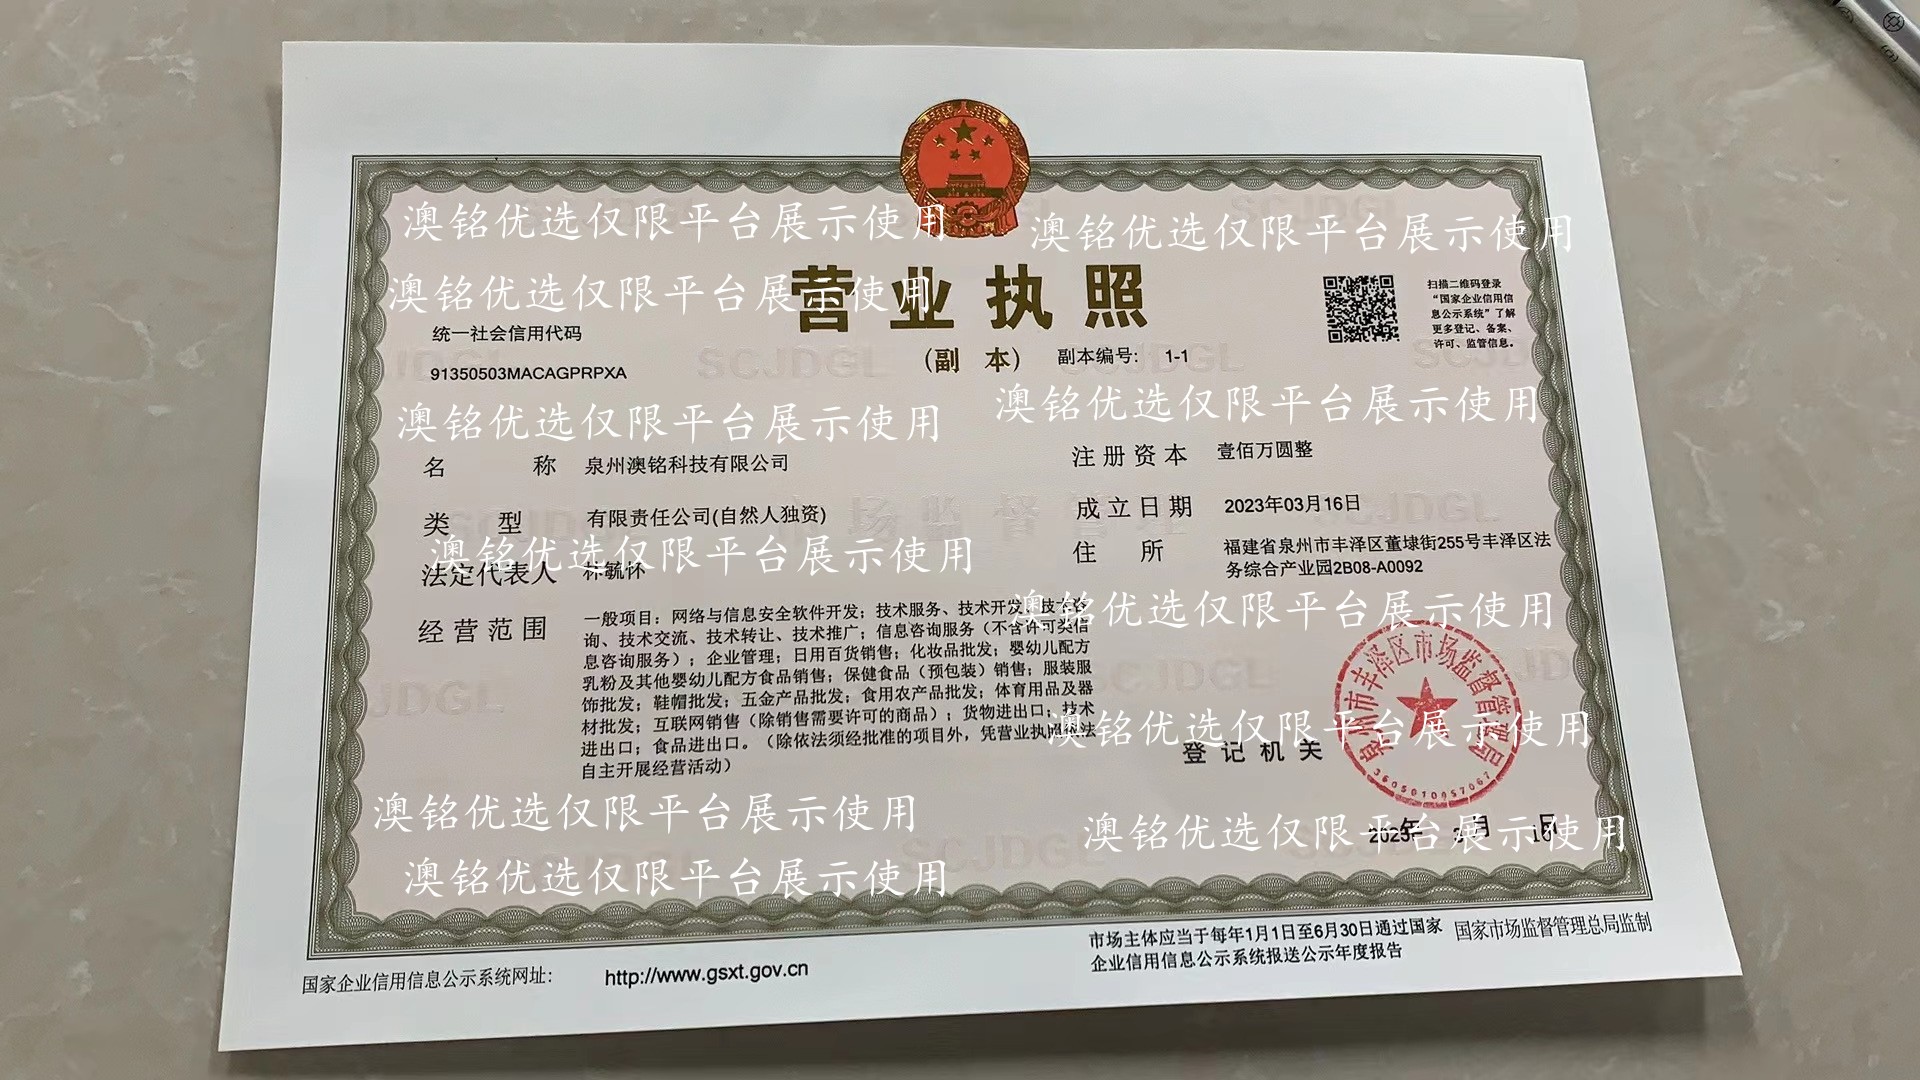 澳铭优选仅限平台展示使用
澳铭优选仅限平台展示使用
澳铭优选仅限平台展示使用
营业执照
(副 本) 副本编号: 1-1
扫描二维码登录
“国家企业信用信
息公示系统”了解
更多登记、备案、
许可、监管信息。
统一社会信用代码
91350503MACAGPRPXA
SCJDGL
澳铭优选仅限平台展示使用
澳铭优选仅限平台展示使用
名 称 泉州澳铭科技有限公司
类 型 有限责任公司(自然人独资)
澳铭优选仅限平台展示使用
法定代表人 林毓怀
经营范围 一般项目：网络与信息安全软件开发；技术服务、技术开发、技术咨
询、技术交流、技术转让、技术推广；信息咨询服务（不含许可类信
息咨询服务）；企业管理；日用百货销售；化妆品批发；婴幼儿配方
乳粉及其他婴幼儿配方食品销售；保健食品（预包装）销售；服装服
饰批发；鞋帽批发；五金产品批发；食用农产品批发；体育用品及器
材批发；互联网销售（除销售需要许可的商品）；货物进出口；技术
进出口；食品进出口。（除依法须经批准的项目外，凭营业执照依法
自主开展经营活动）
注册资本 壹佰万圆整
成立日期 2023年03月16日
住 所 福建省泉州市丰泽区董埭街255号丰泽区法
务综合产业园2B08-A0092
澳铭优选仅限平台展示使用
澳铭优选仅限平台展示使用
登记机关
泉州市丰泽区市场监督管理局
澳铭优选仅限平台展示使用
澳铭优选仅限平台展示使用
澳铭优选仅限平台展示使用
2023年 3月 16日
国家企业信用信息公示系统网址: http://www.gsxt.gov.cn
市场主体应当于每年1月1日至6月30日通过国家
企业信用信息公示系统报送公示年度报告
国家市场监督管理总局监制